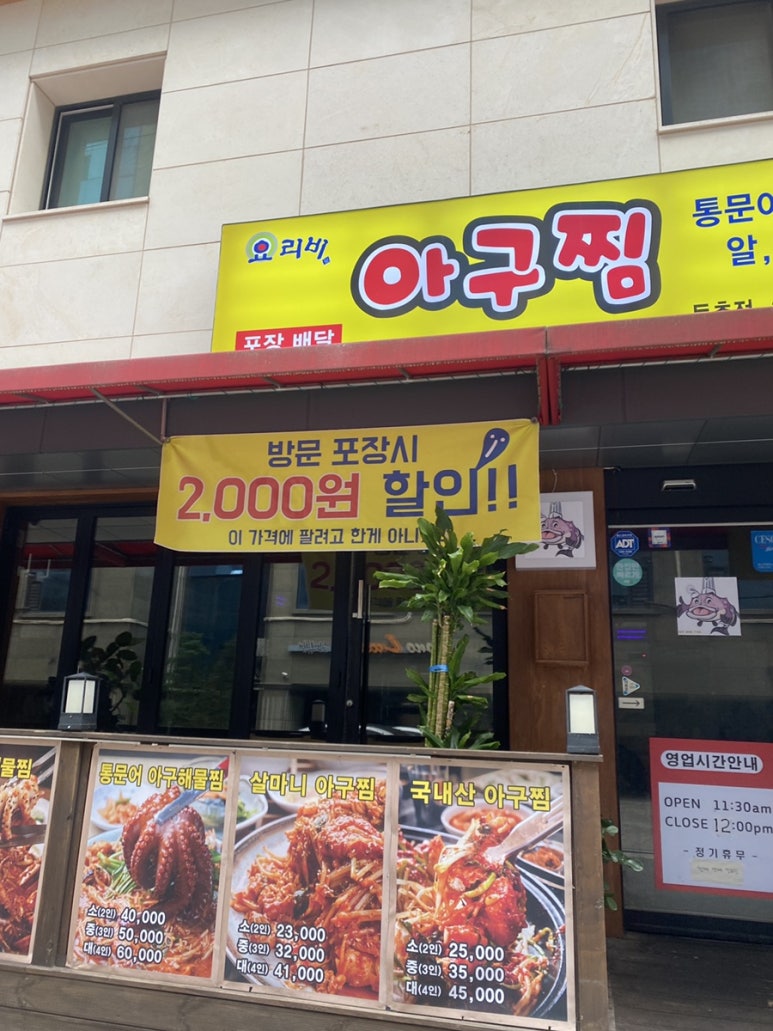 요리비
아구찜
통문어
알,
포장 배달
방문 포장시
2,000원 할인!!
이 가격에 팔려고 한게 아니
ADT
물찜
통문어 아구해물찜
소(2인) 40,000
중(3인) 50,000
대(4인) 60,000
살마니 아구찜
소(2인) 23,000
중(3인) 32,000
대(4인) 41,000
국내산 아구찜
소(2인) 25,000
중(3인) 35,000
대(4인) 45,000
영업시간안내
OPEN 11:30am
CLOSE 12:00pm
- 정기휴무 -